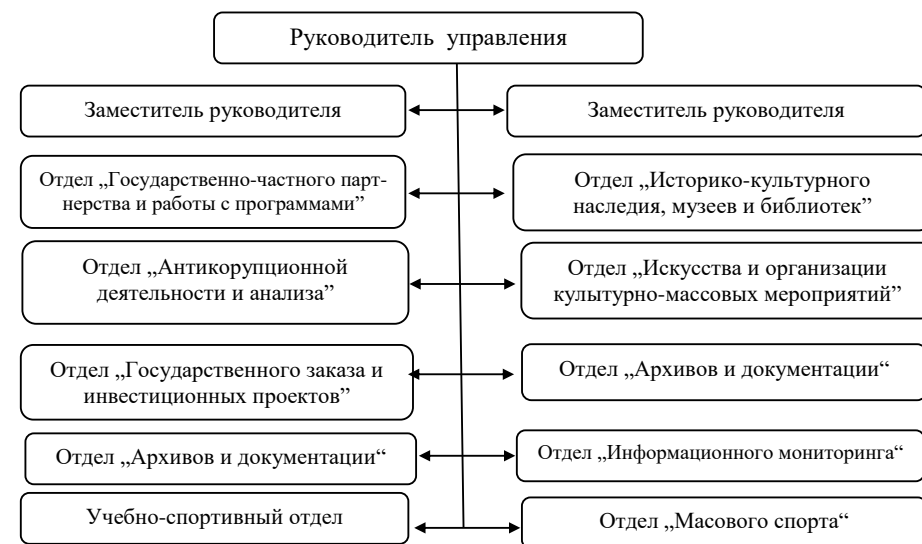 Руководитель управления
Заместитель руководителя
Заместитель руководителя
Отдел „Государственно-частного парт-
нерства и работы с программами”
Отдел „Историко-культурного
наследия, музеев и библиотек”
Отдел „Антикорупционной
деятельности и анализа”
Отдел „Искусства и организации
культурно-массовых мероприятий”
Отдел „Государственного заказа и
инвестиционных проектов”
Отдел „Архивов и документации“
Отдел „Архивов и документации“
Отдел „Информационного мониторинга“
Учебно-спортивный отдел
Отдел „Масового спорта“